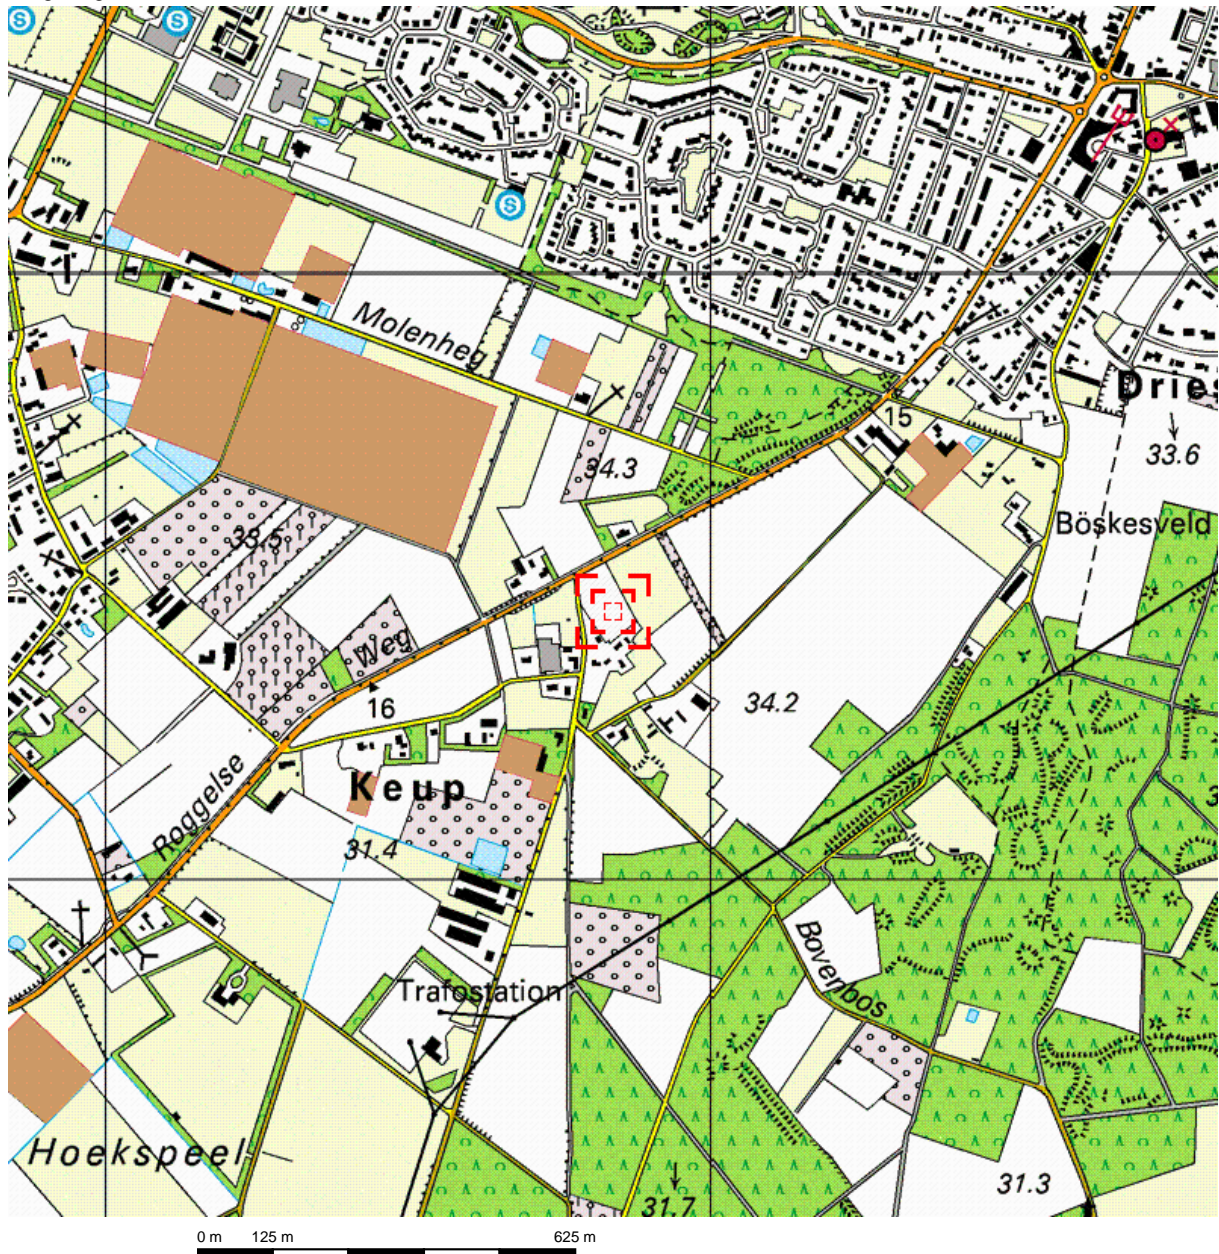 S
S
S
Molenheg
15
Dries
33.6
34.3
33.5
Böskesveld
Weg
16
34.2
Roggelse
Keup
31.4
Bovenbos
Trafostation
Hoekspeel
31.3
31.7
0 m 125 m 625 m